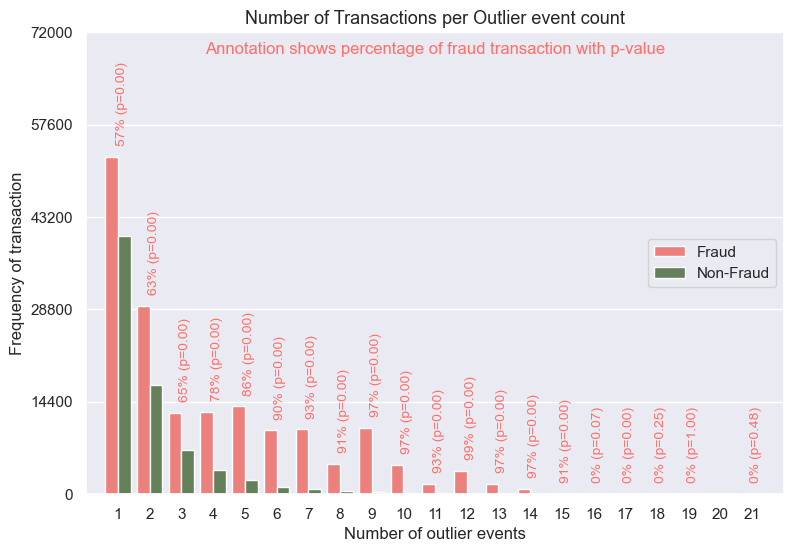 Number of Transactions per Outlier event count
Annotation shows percentage of fraud transaction with p-value
72000
57600
43200
28800
14400
0
Frequency of transaction
57% (p=0.00)
63% (p=0.00)
65% (p=0.00)
78% (p=0.00)
86% (p=0.00)
90% (p=0.00)
93% (p=0.00)
91% (p=0.00)
97% (p=0.00)
97% (p=0.00)
93% (p=0.00)
99% (p=0.00)
97% (p=0.00)
97% (p=0.00)
91% (p=0.00)
0% (p=0.07)
0% (p=0.00)
0% (p=0.25)
0% (p=1.00)
0% (p=0.48)
Fraud
Non-Fraud
1 2 3 4 5 6 7 8 9 10 11 12 13 14 15 16 17 18 19 20 21
Number of outlier events